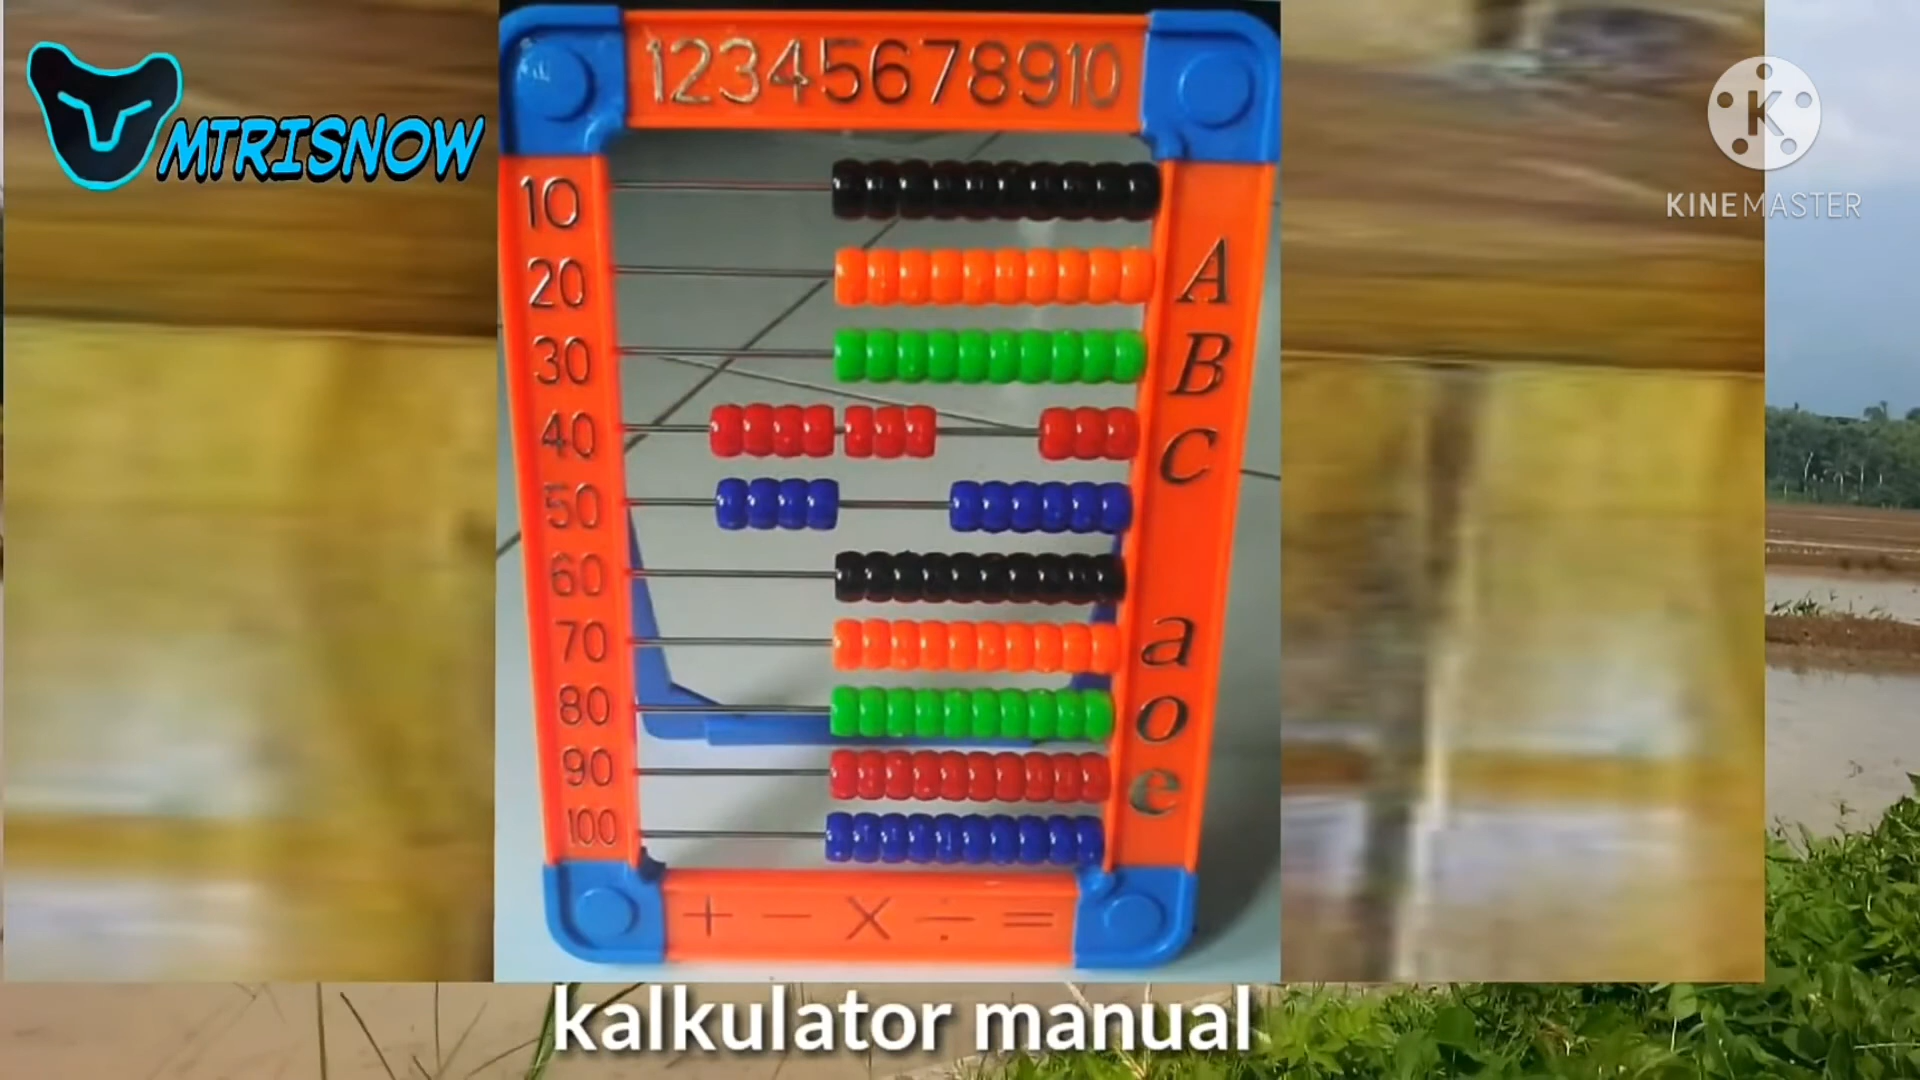 MTRISNOW
K
KINEMASTER
12345678910
10
20
30
40
50
60
70
80
90
100
A
B
C
a
o
e
+ − × ÷ =
kalkulator manual